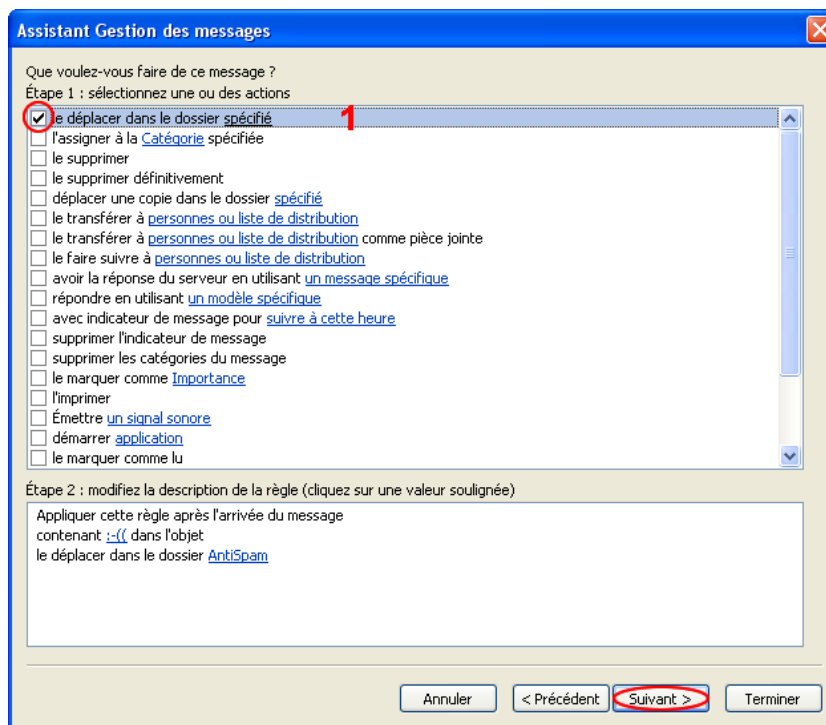 Assistant Gestion des messages
Que voulez-vous faire de ce message ?
Étape 1 : sélectionnez une ou des actions
le déplacer dans le dossier spécifié 1
l'assigner à la Catégorie spécifiée
le supprimer
le supprimer définitivement
déplacer une copie dans le dossier spécifié
le transférer à personnes ou liste de distribution
le transférer à personnes ou liste de distribution comme pièce jointe
le faire suivre à personnes ou liste de distribution
avoir la réponse du serveur en utilisant un message spécifique
répondre en utilisant un modèle spécifique
avec indicateur de message pour suivre à cette heure
supprimer l'indicateur de message
supprimer les catégories du message
le marquer comme Importance
l'imprimer
Émettre un signal sonore
démarrer application
le marquer comme lu
Étape 2 : modifiez la description de la règle (cliquez sur une valeur soulignée)
Appliquer cette règle après l'arrivée du message
contenant :-(( dans l'objet
le déplacer dans le dossier AntiSpam
Annuler < Précédent Suivant > Terminer